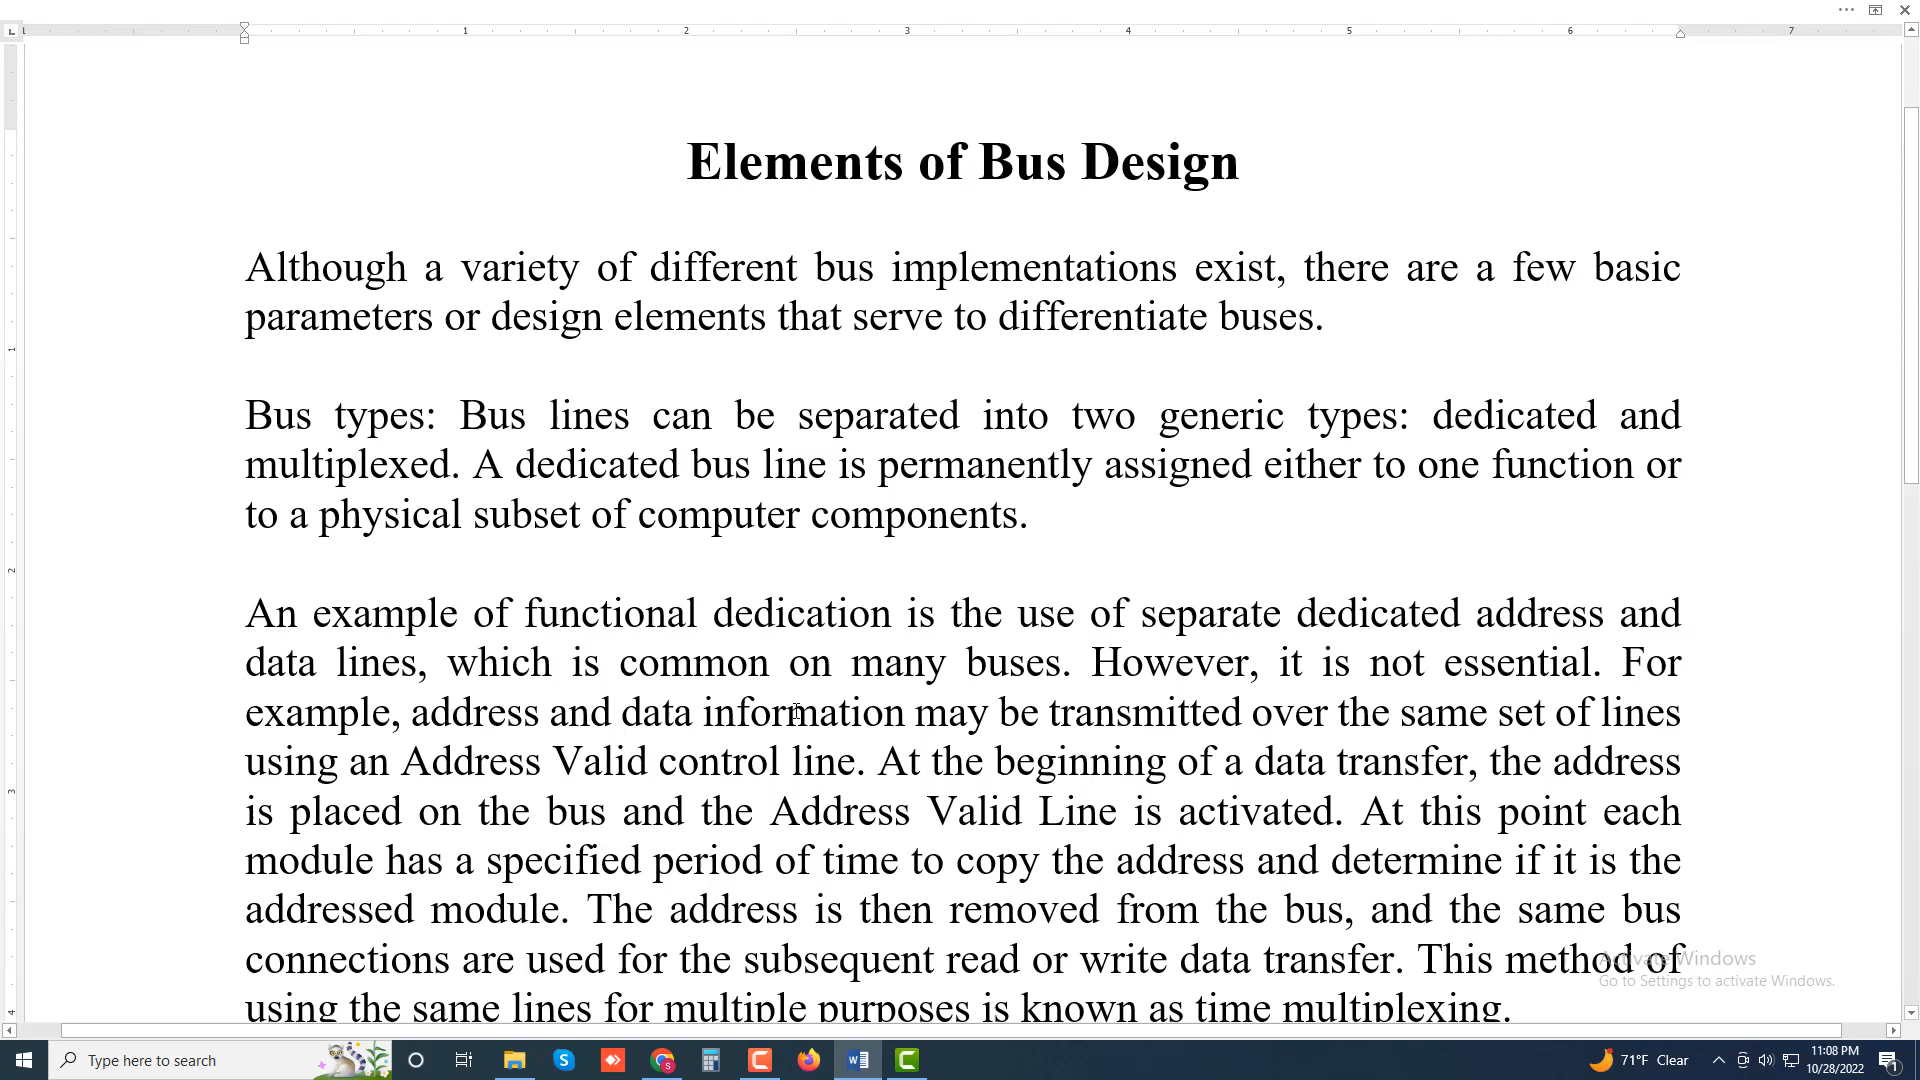 1 2 3 4 5 6 7
Elements of Bus Design
Although a variety of different bus implementations exist, there are a few basic
parameters or design elements that serve to differentiate buses.
Bus types: Bus lines can be separated into two generic types: dedicated and
multiplexed. A dedicated bus line is permanently assigned either to one function or
to a physical subset of computer components.
An example of functional dedication is the use of separate dedicated address and
data lines, which is common on many buses. However, it is not essential. For
example, address and data information may be transmitted over the same set of lines
using an Address Valid control line. At the beginning of a data transfer, the address
is placed on the bus and the Address Valid Line is activated. At this point each
module has a specified period of time to copy the address and determine if it is the
addressed module. The address is then removed from the bus, and the same bus
connections are used for the subsequent read or write data transfer. This method of
using the same lines for multiple purposes is known as time multiplexing.
Activate Windows
Go to Settings to activate Windows.
Type here to search
71°F Clear
11:08 PM
10/28/2022